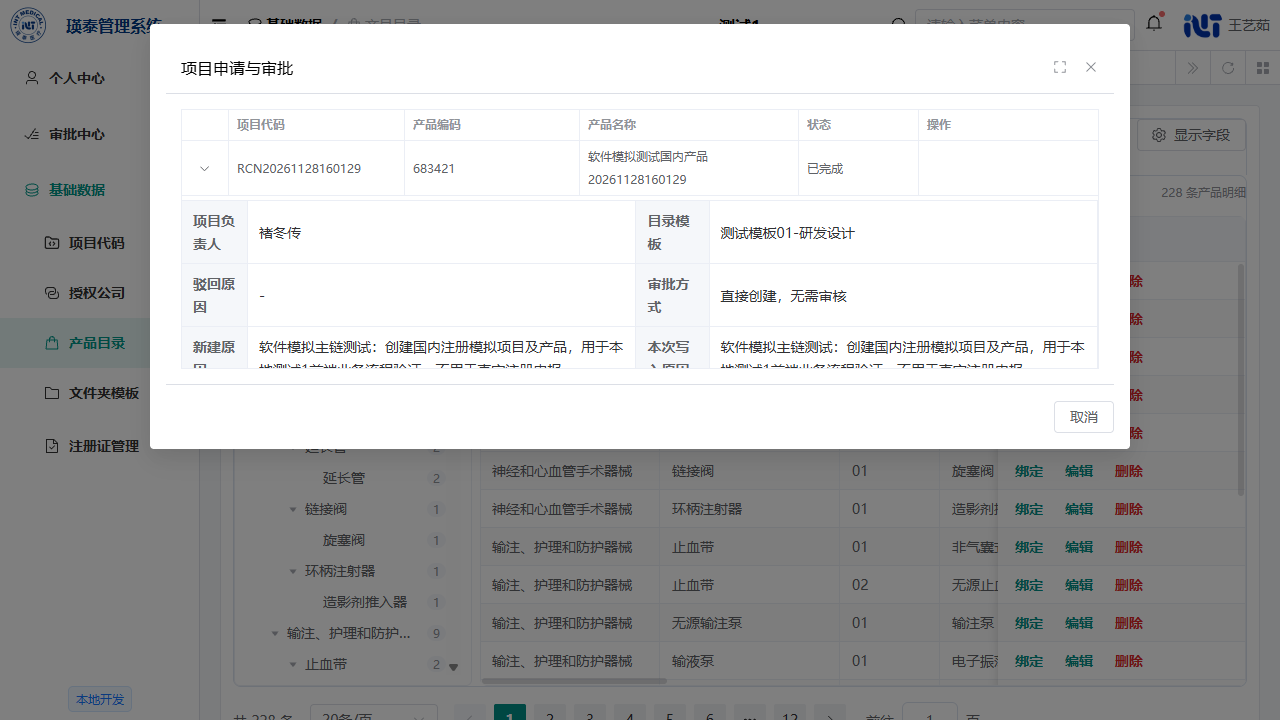 瑛泰管理系统
基础数据 / 产品目录
测试1
请输入菜单内容
王艺茹
个人中心
审批中心
基础数据
项目代码
授权公司
产品目录
文件夹模板
注册证管理
本地开发
项目申请与审批
项目代码 产品编码 产品名称 状态 操作
RCN20261128160129 683421 软件模拟测试国内产品 已完成
20261128160129
项目负责人 褚冬传 目录模板 测试模板01-研发设计
驳回原因 - 审批方式 直接创建，无需审核
新建原因 软件模拟主链测试：创建国内注册模拟项目及产品，用于本 本次写入原因 软件模拟主链测试：创建国内注册模拟项目及产品，用于本
取消
显示字段
228 条产品明细
删除
删除
删除
删除
删除
延长管 2
延长管 2
链接阀 1
旋塞阀 1
环柄注射器 1
造影剂推入器 1
输注、护理和防护... 9
止血带 2
神经和心血管手术器械 链接阀 01 旋塞阀 绑定 编辑 删除
神经和心血管手术器械 环柄注射器 01 造影剂 绑定 编辑 删除
输注、护理和防护器械 止血带 01 非气囊 绑定 编辑 删除
输注、护理和防护器械 止血带 02 无源止 绑定 编辑 删除
输注、护理和防护器械 无源输注泵 01 输注泵 绑定 编辑 删除
输注、护理和防护器械 输液泵 01 电子振 绑定 编辑 删除
共 228 条 20条/页 1 2 3 4 5 6 ... 12 前往 1 页